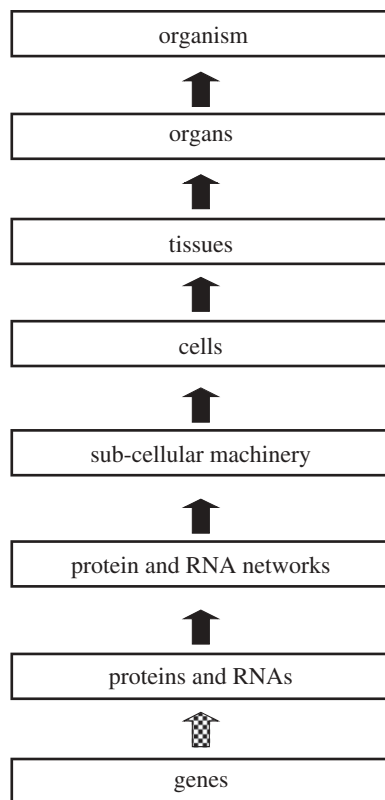 organism
organs
tissues
cells
sub-cellular machinery
protein and RNA networks
proteins and RNAs
genes